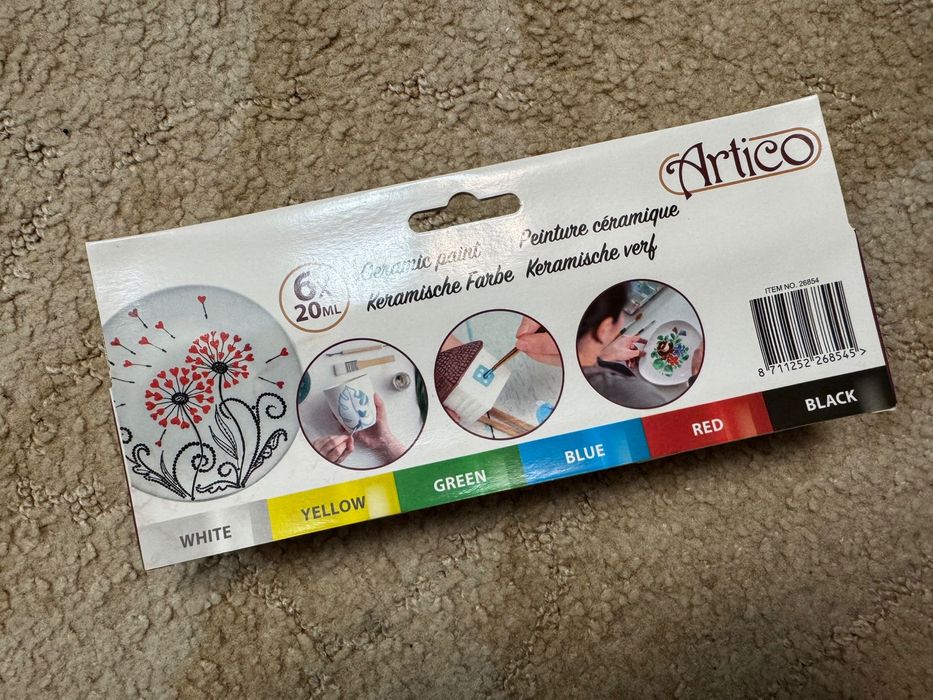 Artico
6x
20ML
Ceramic paint
Peinture céramique
Keramische Farbe
Keramische verf
ITEM NO. 26854
8 711252 268545 >
WHITE
YELLOW
GREEN
BLUE
RED
BLACK